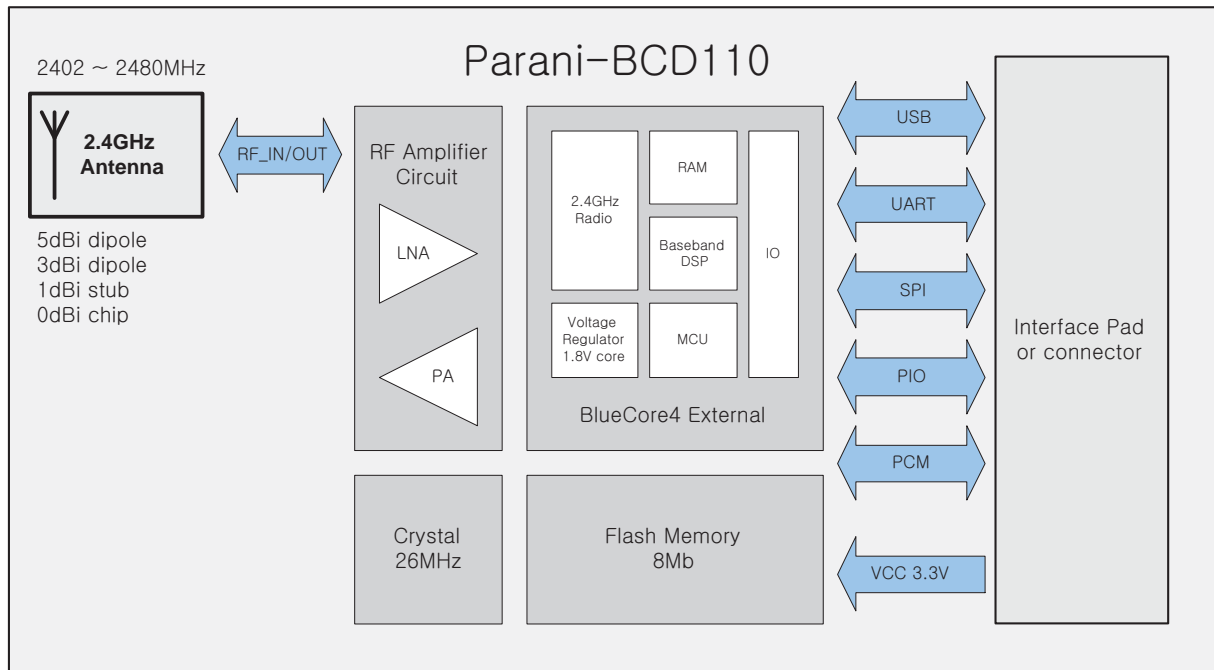 Parani-BCD110
2402 ~ 2480MHz
2.4GHz
Antenna
5dBi dipole
3dBi dipole
1dBi stub
0dBi chip
RF_IN/OUT
RF Amplifier
Circuit
LNA
PA
2.4GHz
Radio
RAM
Baseband
DSP
IO
Voltage
Regulator
1.8V core
MCU
BlueCore4 External
Crystal
26MHz
Flash Memory
8Mb
USB
UART
SPI
PIO
PCM
VCC 3.3V
Interface Pad
or connector